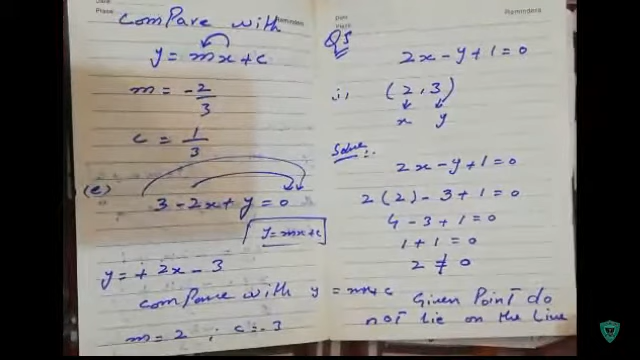 Compare with
y = mx + c
m = -2/3
c = 1/3
(e)
3 - 2x + y = 0
y = mx + c
y = + 2x - 3
compare with y = mx + c
m = 2 ; c = -3
Date
Reminders
Q5
2x - y + 1 = 0
i, (2, 3)
x y
Solve:.
2x - y + 1 = 0
2(2) - 3 + 1 = 0
4 - 3 + 1 = 0
1 + 1 = 0
2 ≠ 0
Given Point do
not lie on the Line